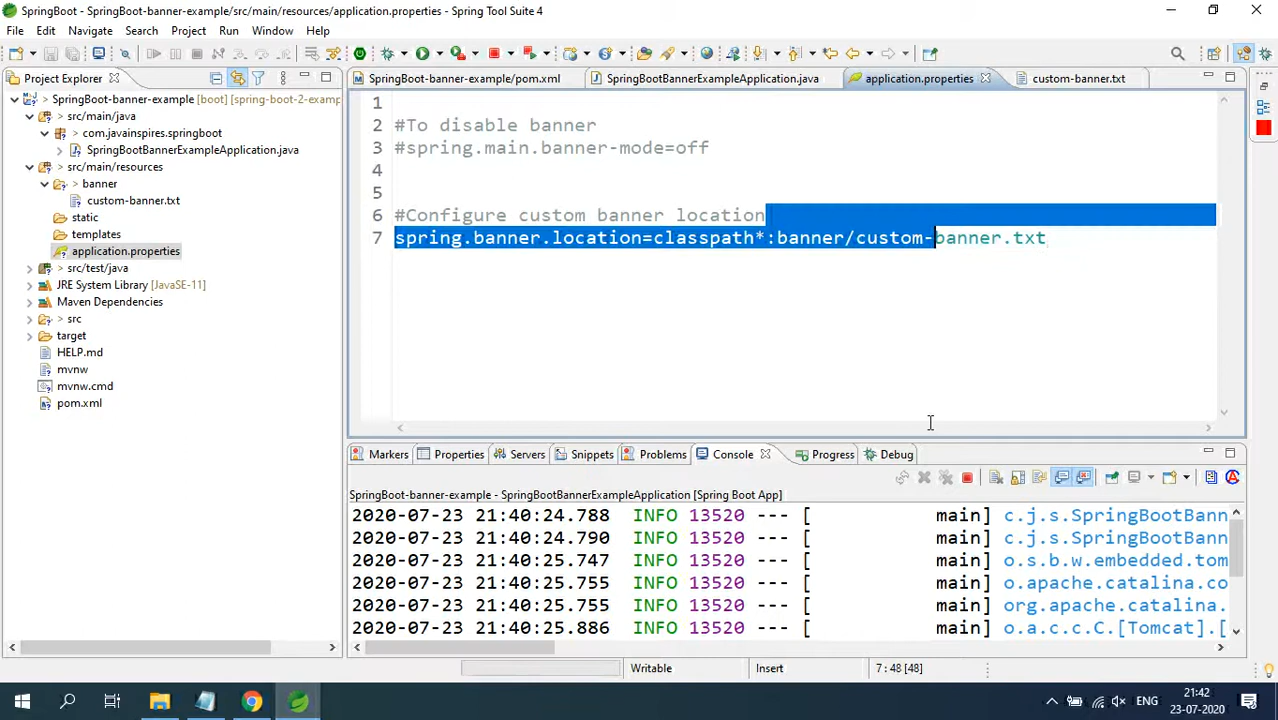 SpringBoot - SpringBoot-banner-example/src/main/resources/application.properties - Spring Tool Suite 4
File Edit Navigate Search Project Run Window Help
Project Explorer
SpringBoot-banner-example [boot] [spring-boot-2-examp
src/main/java
com.javainspires.springboot
SpringBootBannerExampleApplication.java
src/main/resources
banner
custom-banner.txt
static
templates
application.properties
src/test/java
JRE System Library [JavaSE-11]
Maven Dependencies
src
target
HELP.md
mvnw
mvnw.cmd
pom.xml
SpringBoot-banner-example/pom.xml SpringBootBannerExampleApplication.java application.properties custom-banner.txt
1
2 #To disable banner
3 #spring.main.banner-mode=off
4
5
6 #Configure custom banner location
7 spring.banner.location=classpath*:banner/custom-banner.txt
Markers Properties Servers Snippets Problems Console Progress Debug
SpringBoot-banner-example - SpringBootBannerExampleApplication [Spring Boot App]
2020-07-23 21:40:24.788 INFO 13520 --- [ main] c.j.s.SpringBootBann
2020-07-23 21:40:24.790 INFO 13520 --- [ main] c.j.s.SpringBootBann
2020-07-23 21:40:25.747 INFO 13520 --- [ main] o.s.b.w.embedded.tom
2020-07-23 21:40:25.755 INFO 13520 --- [ main] o.apache.catalina.co
2020-07-23 21:40:25.755 INFO 13520 --- [ main] org.apache.catalina.
2020-07-23 21:40:25.886 INFO 13520 --- [ main] o.a.c.c.C.[Tomcat].[
Writable Insert 7 : 48 [48]
ENG
21:42
23-07-2020